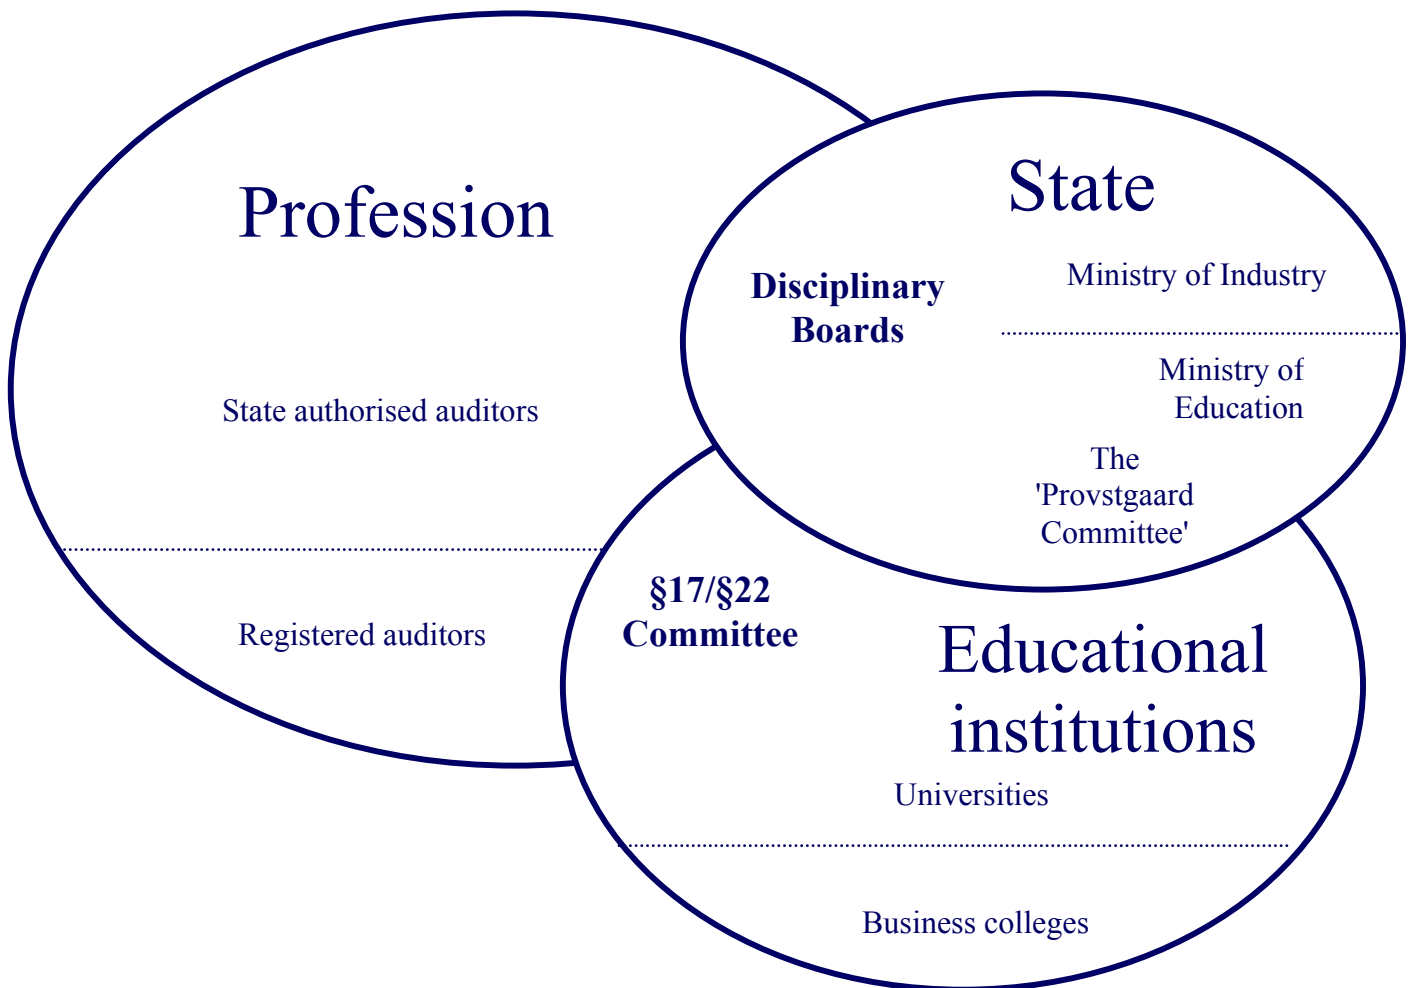 Profession
State authorised auditors
Registered auditors
State
Disciplinary
Boards
Ministry of Industry
Ministry of
Education
The
'Provstgaard
Committee'
§17/§22
Committee
Educational
institutions
Universities
Business colleges